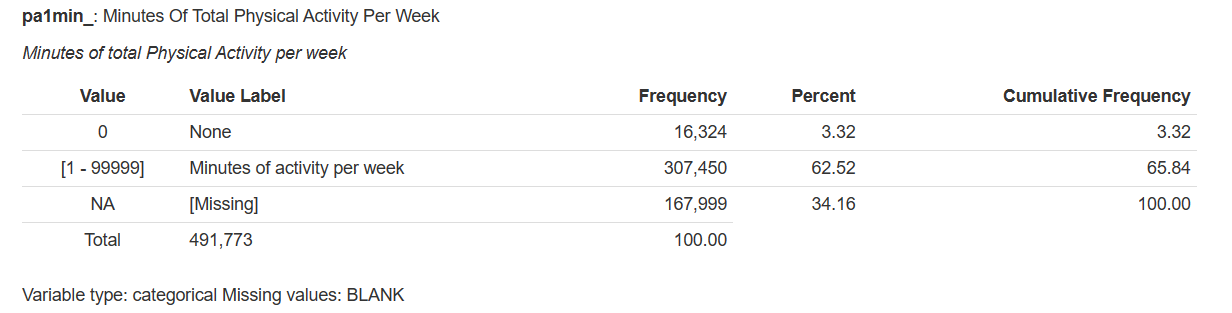 pa1min_: Minutes Of Total Physical Activity Per Week
Minutes of total Physical Activity per week
Value Value Label Frequency Percent Cumulative Frequency
0 None 16,324 3.32 3.32
[1 - 99999] Minutes of activity per week 307,450 62.52 65.84
NA [Missing] 167,999 34.16 100.00
Total 491,773 100.00
Variable type: categorical Missing values: BLANK